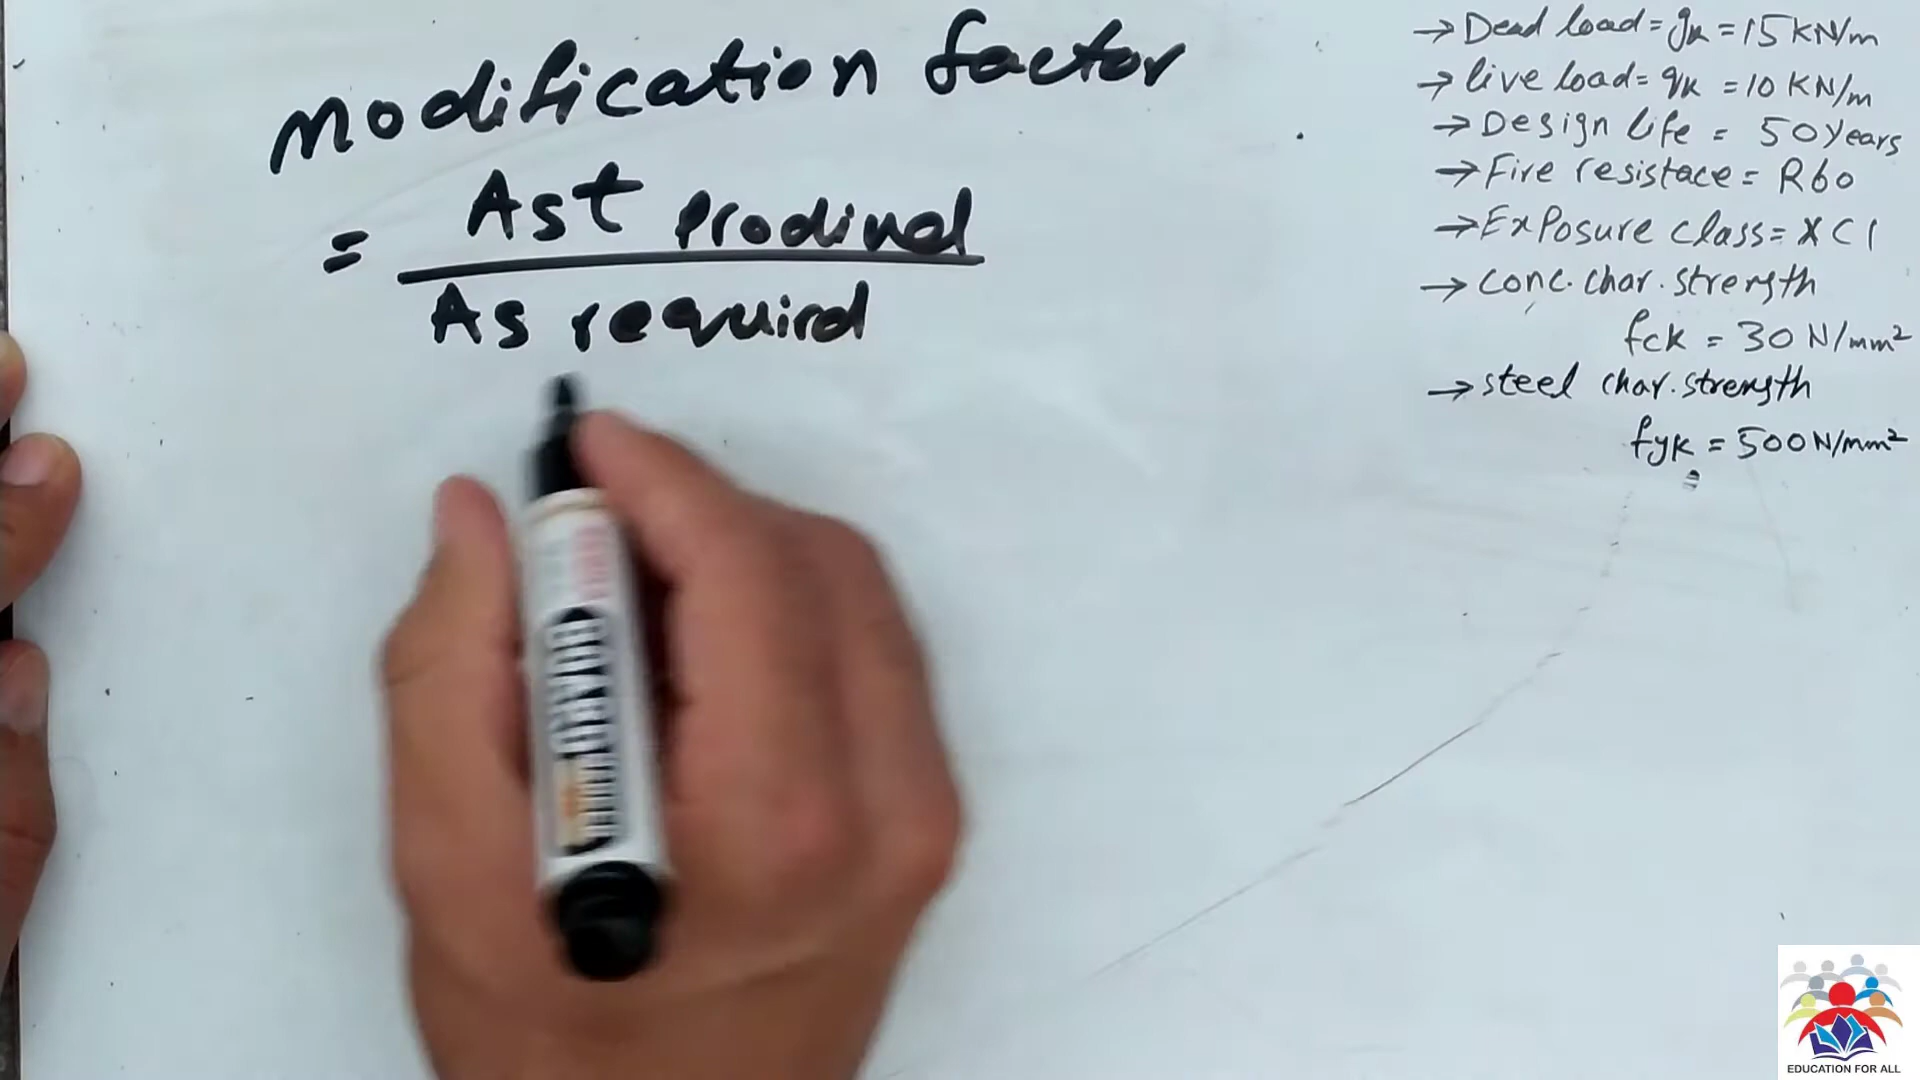 modification factor
= Ast Prodived
As requird
→ Dead load = gk = 15 KN/m
→ live load = qk = 10 KN/m
→ Design life = 50 years
→ Fire resistace = R60
→ Exposure class = XC1
→ conc. char. strength
fck = 30 N/mm²
→ steel char. strength
fyk = 500 N/mm²
EDUCATION FOR ALL